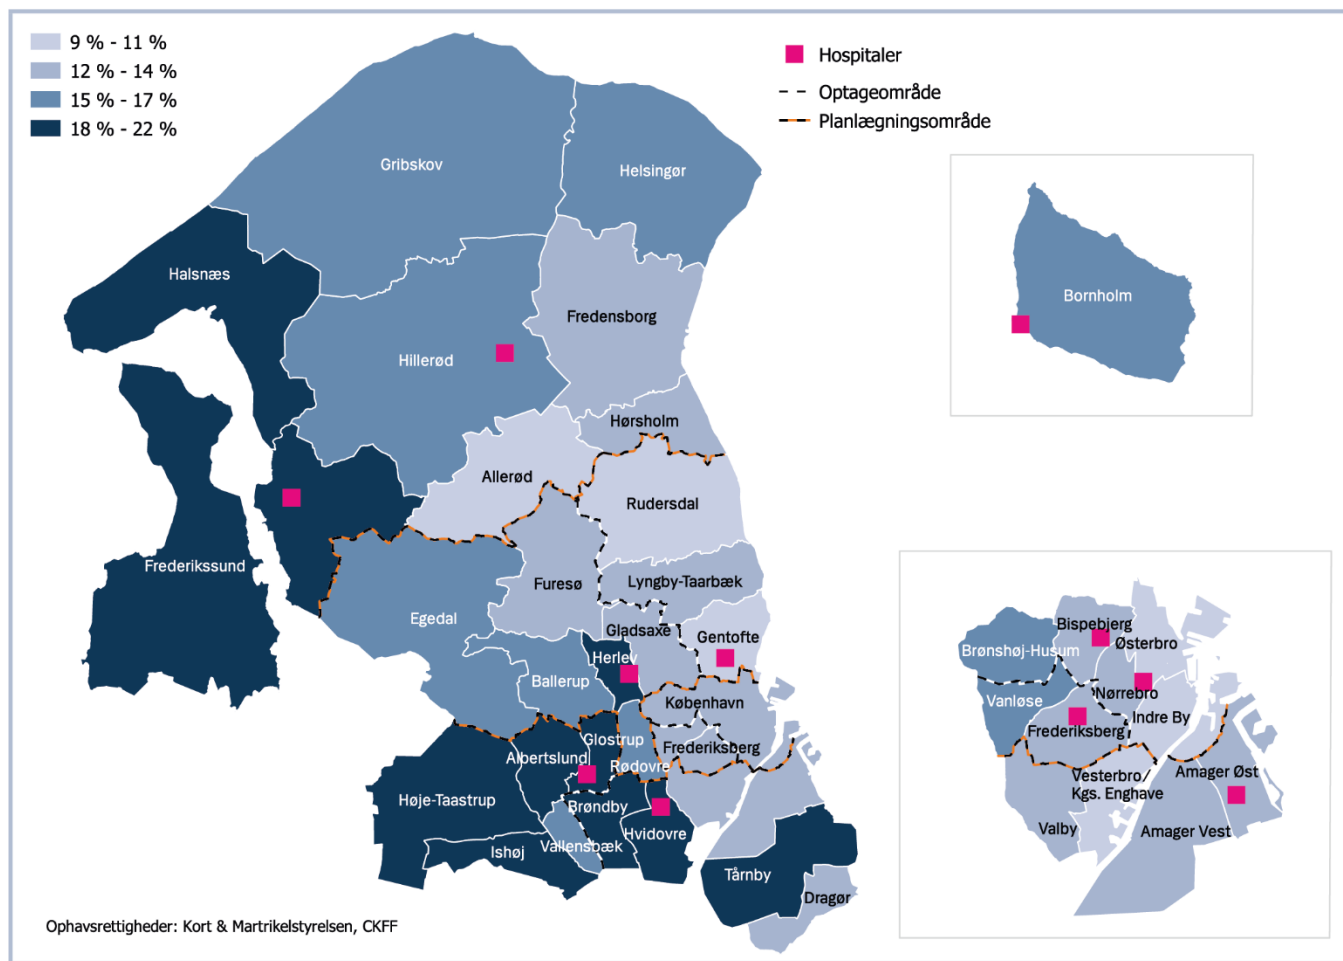 9 % - 11 %
12 % - 14 %
15 % - 17 %
18 % - 22 %
Hospitaler
Optageområde
Planlægningsområde
Gribskov
Helsingør
Halsnæs
Fredensborg
Hillerød
Hørsholm
Allerød
Rudersdal
Frederikssund
Furesø
Lyngby-Taarbæk
Egedal
Gladsaxe
Gentofte
Herlev
Ballerup
København
Glostrup
Frederiksberg
Albertslund
Rødovre
Høje-Taastrup
Brøndby
Hvidovre
Vallensbæk
Ishøj
Tårnby
Dragør
Bornholm
Bispebjerg
Østerbro
Brønshøj-Husum
Vanløse
Nørrebro
Indre By
Frederiksberg
Vesterbro
Kgs. Enghave
Amager Øst
Valby
Amager Vest
Ophavsrettigheder: Kort & Martrikelstyrelsen, CKFF